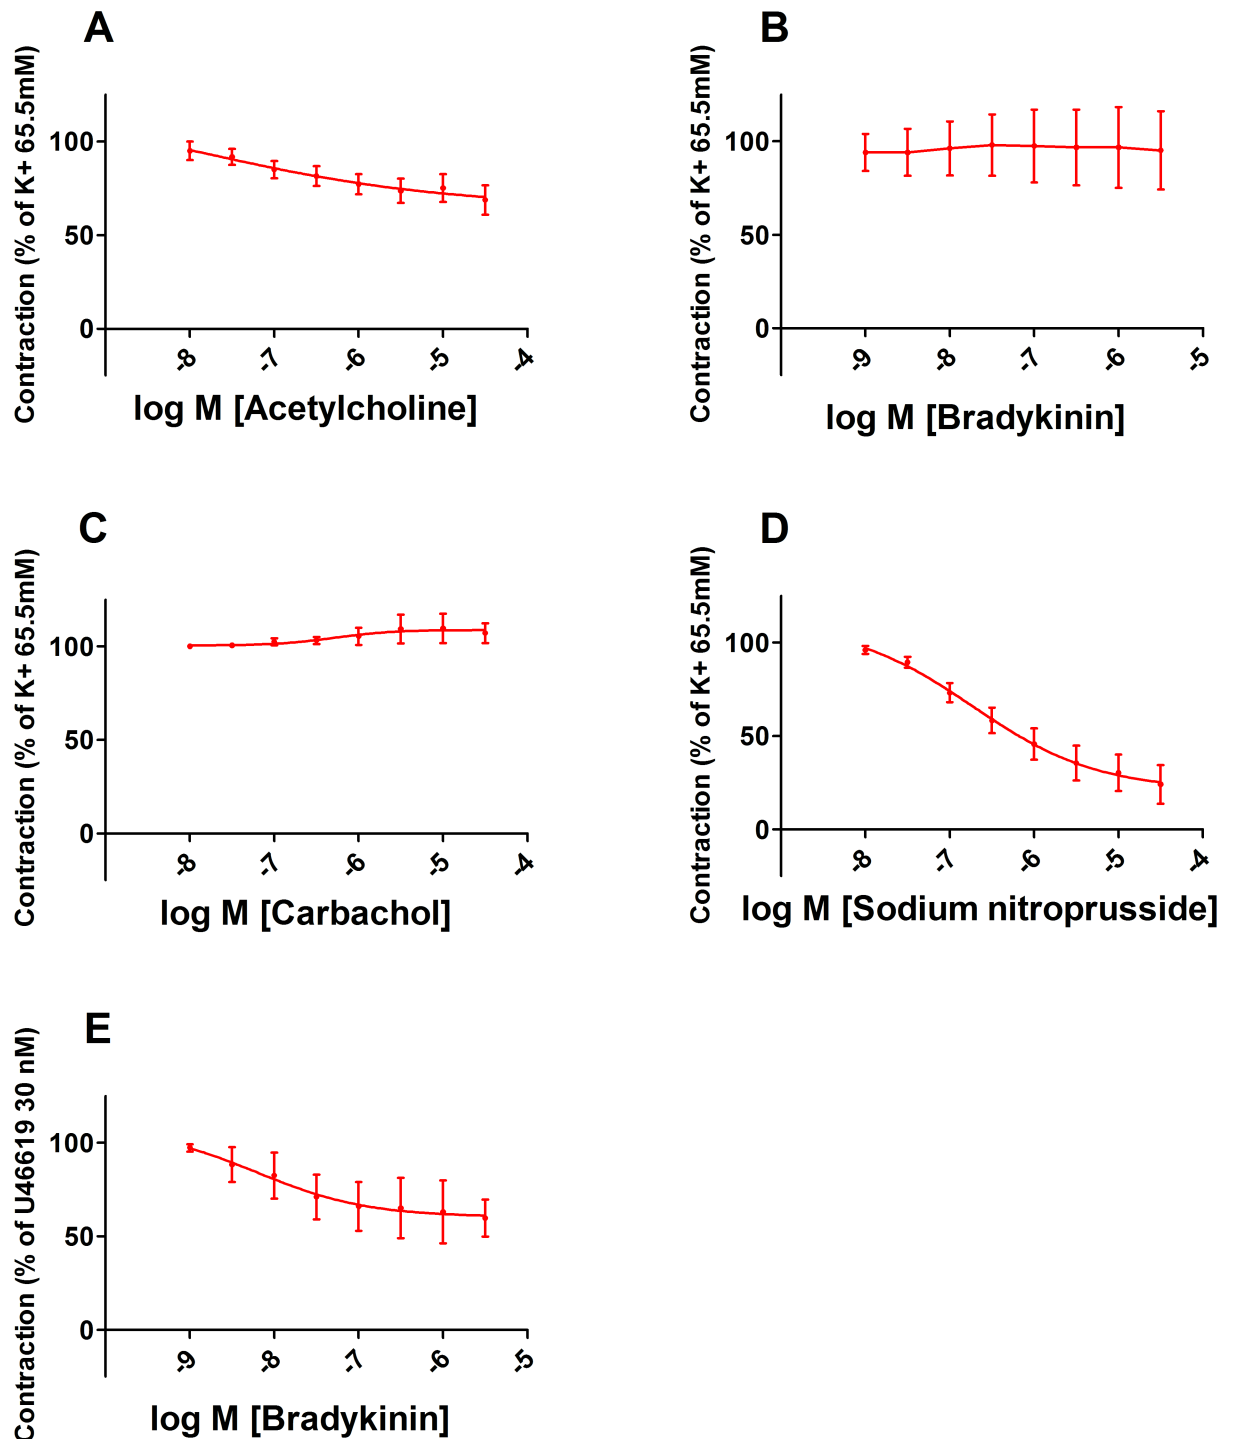 A
Contraction (% of K+ 65.5mM)
100
50
0
-8
-7
-6
-5
-4
log M [Acetylcholine]
B
Contraction (% of K+ 65.5mM)
100
50
0
-9
-8
-7
-6
-5
log M [Bradykinin]
C
Contraction (% of K+ 65.5mM)
100
50
0
-8
-7
-6
-5
-4
log M [Carbachol]
D
Contraction (% of K+ 65.5mM)
100
50
0
-8
-7
-6
-5
-4
log M [Sodium nitroprusside]
E
Contraction (% of U46619 30 nM)
100
50
0
-9
-8
-7
-6
-5
log M [Bradykinin]